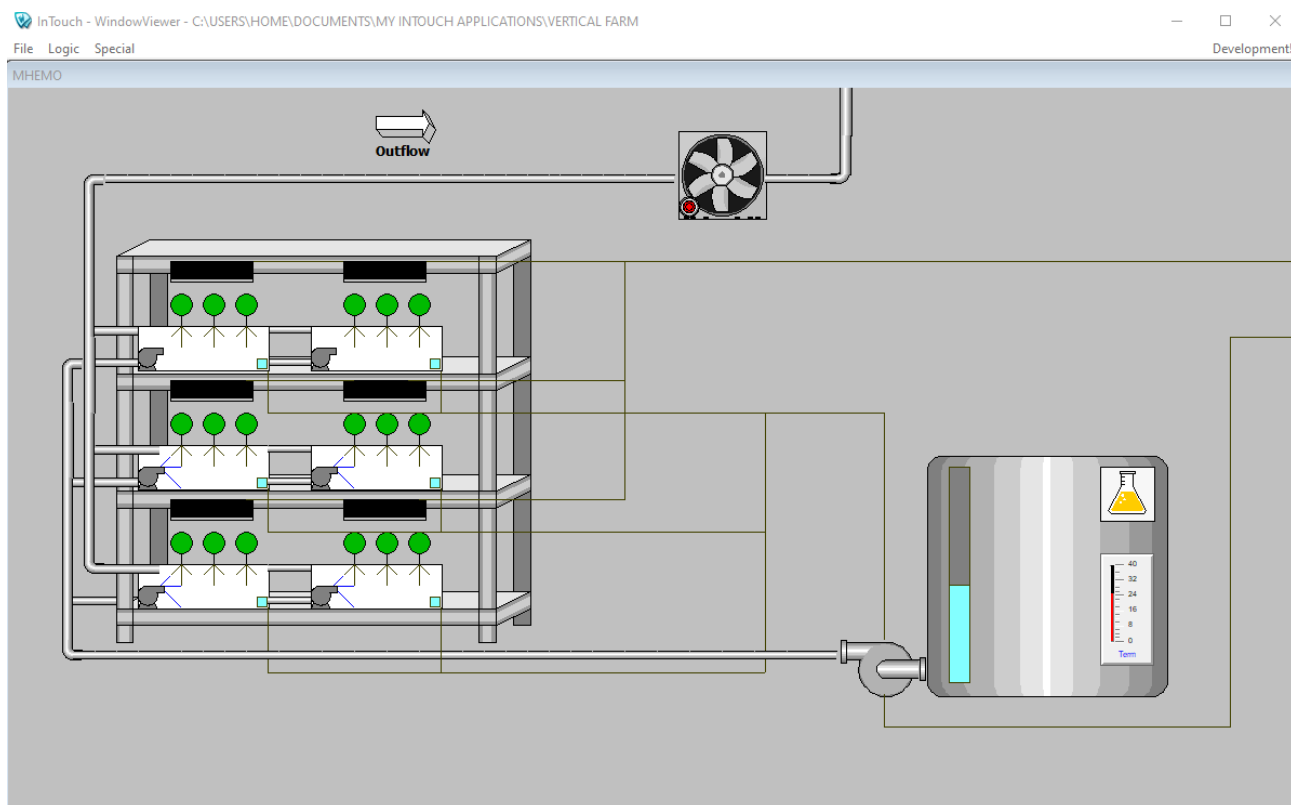 InTouch - WindowViewer - C:\USERS\HOME\DOCUMENTS\MY INTOUCH APPLICATIONS\VERTICAL FARM
File Logic Special Development!
MHEMO
Outflow
40
32
24
16
8
0
Term